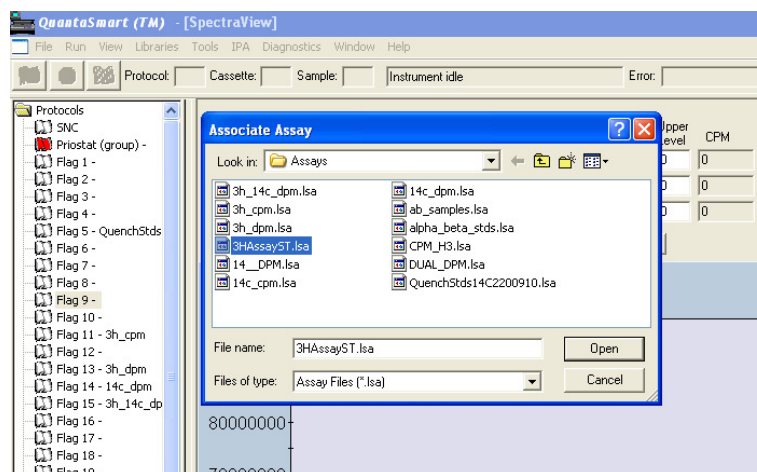 QuantaSmart (TM) - [SpectraView]
File Run View Libraries Tools IPA Diagnostics Window Help
Protocol: Cassette: Sample: Instrument idle Error:
Protocols
SNC
Priostat (group) -
Flag 1 -
Flag 2 -
Flag 3 -
Flag 4 -
Flag 5 - QuenchStds
Flag 6 -
Flag 7 -
Flag 8 -
Flag 9 -
Flag 10 -
Flag 11 - 3h_cpm
Flag 12 -
Flag 13 - 3h_dpm
Flag 14 - 14c_dpm
Flag 15 - 3h_14c_dp
Flag 16 -
Flag 17 -
Flag 18 -
Associate Assay
Look in: Assays
3h_14c_dpm.lsa
3h_cpm.lsa
3h_dpm.lsa
3HAssayST.lsa
14__DPM.lsa
14c_cpm.lsa
14c_dpm.lsa
ab_samples.lsa
alpha_beta_stds.lsa
CPM_H3.lsa
DUAL_DPM.lsa
QuenchStds14C2200910.lsa
File name: 3HAssayST.lsa Open
Files of type: Assay Files (*.lsa) Cancel
Upper
Level CPM
0 0
0 0
0 0
80000000